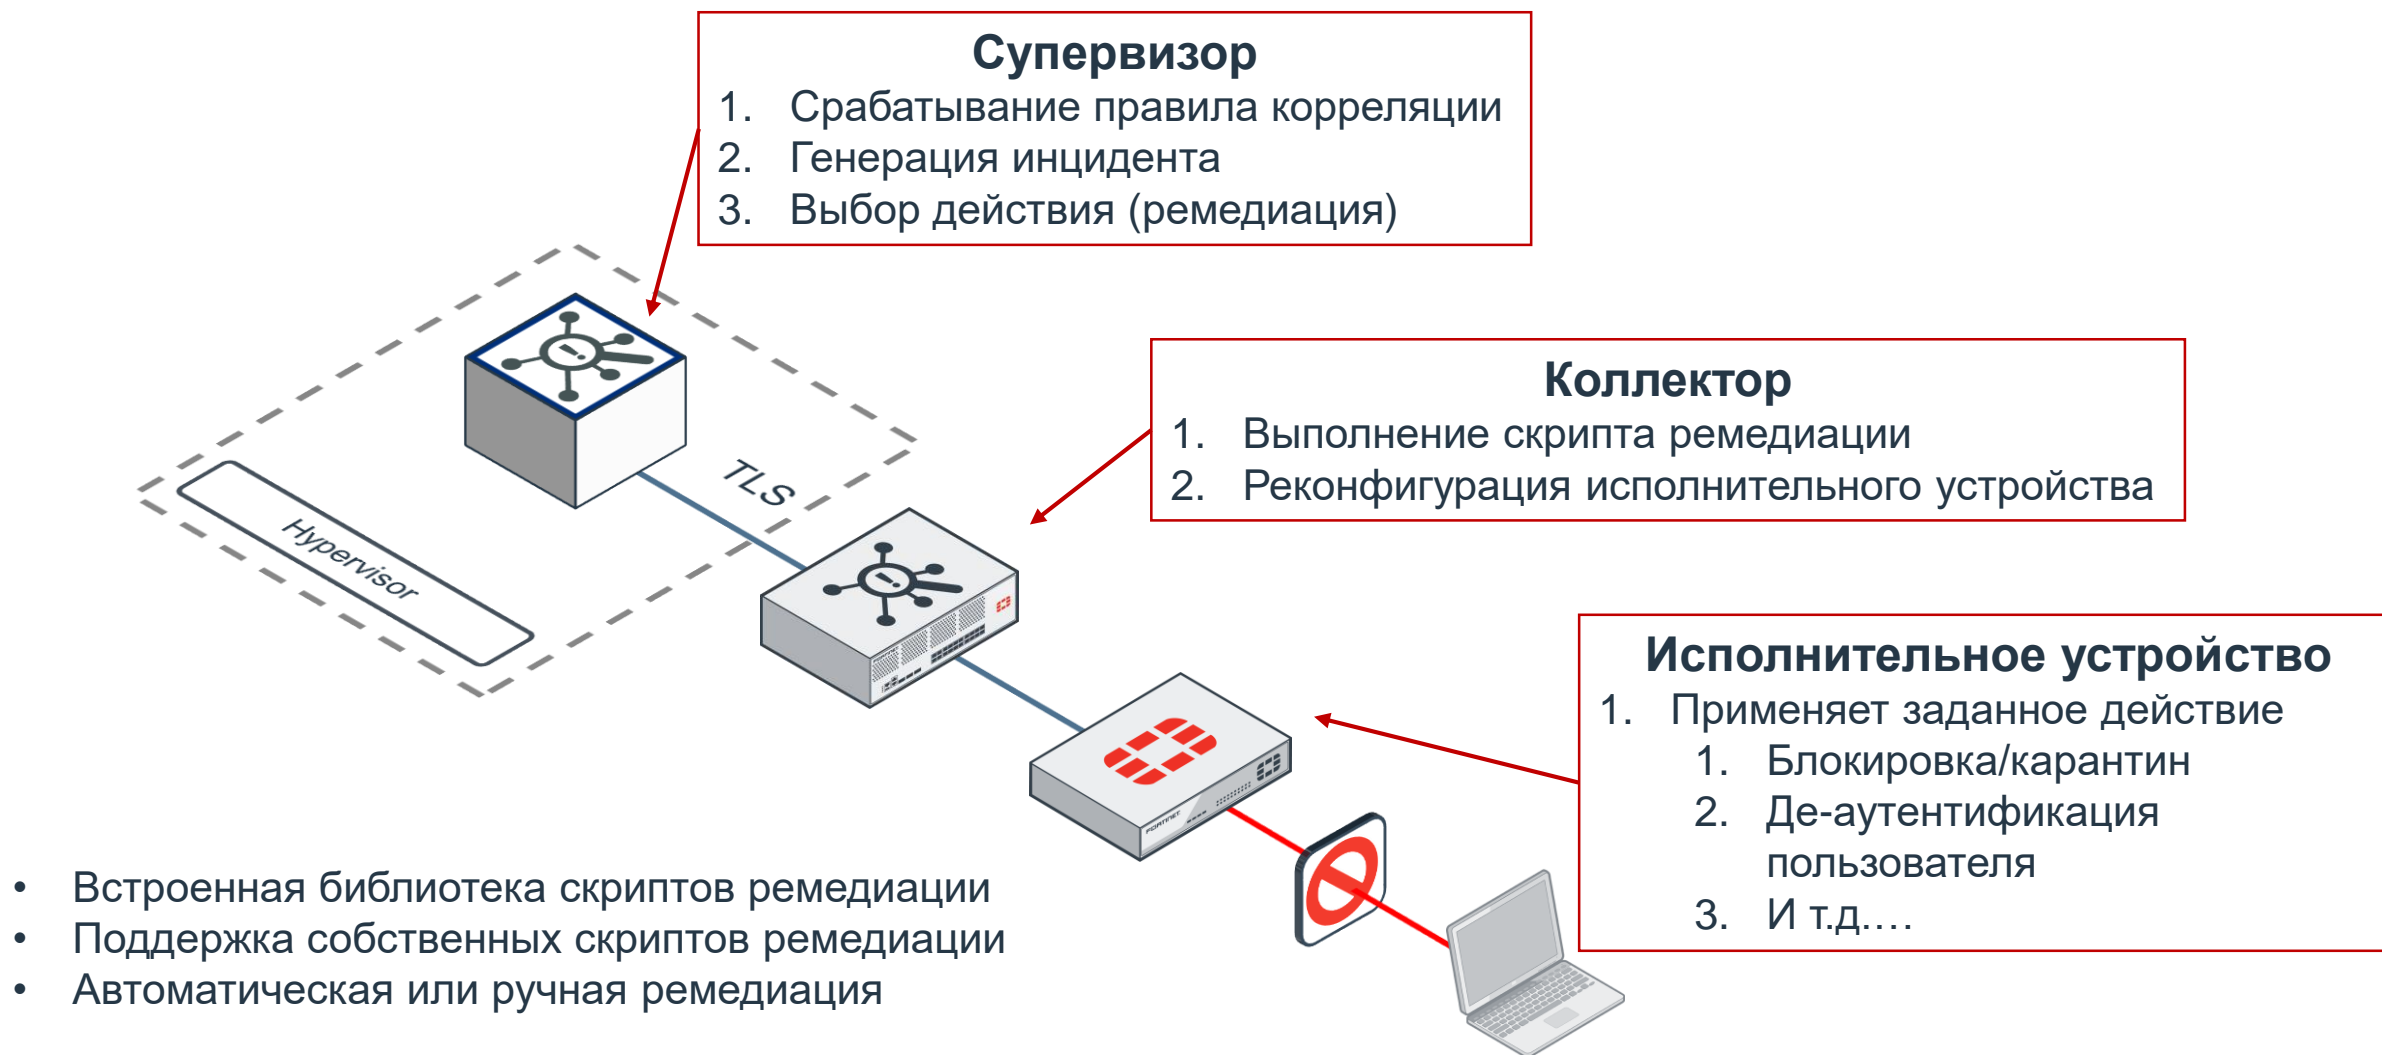 Супервизор
1. Срабатывание правила корреляции
2. Генерация инцидента
3. Выбор действия (ремедиация)
TLS
Hypervisor
Коллектор
1. Выполнение скрипта ремедиации
2. Реконфигурация исполнительного устройства
FORTINET
Исполнительное устройство
1. Применяет заданное действие
1. Блокировка/карантин
2. Де-аутентификация
пользователя
3. И т.д.…
FORTINET
• Встроенная библиотека скриптов ремедиации
• Поддержка собственных скриптов ремедиации
• Автоматическая или ручная ремедиация